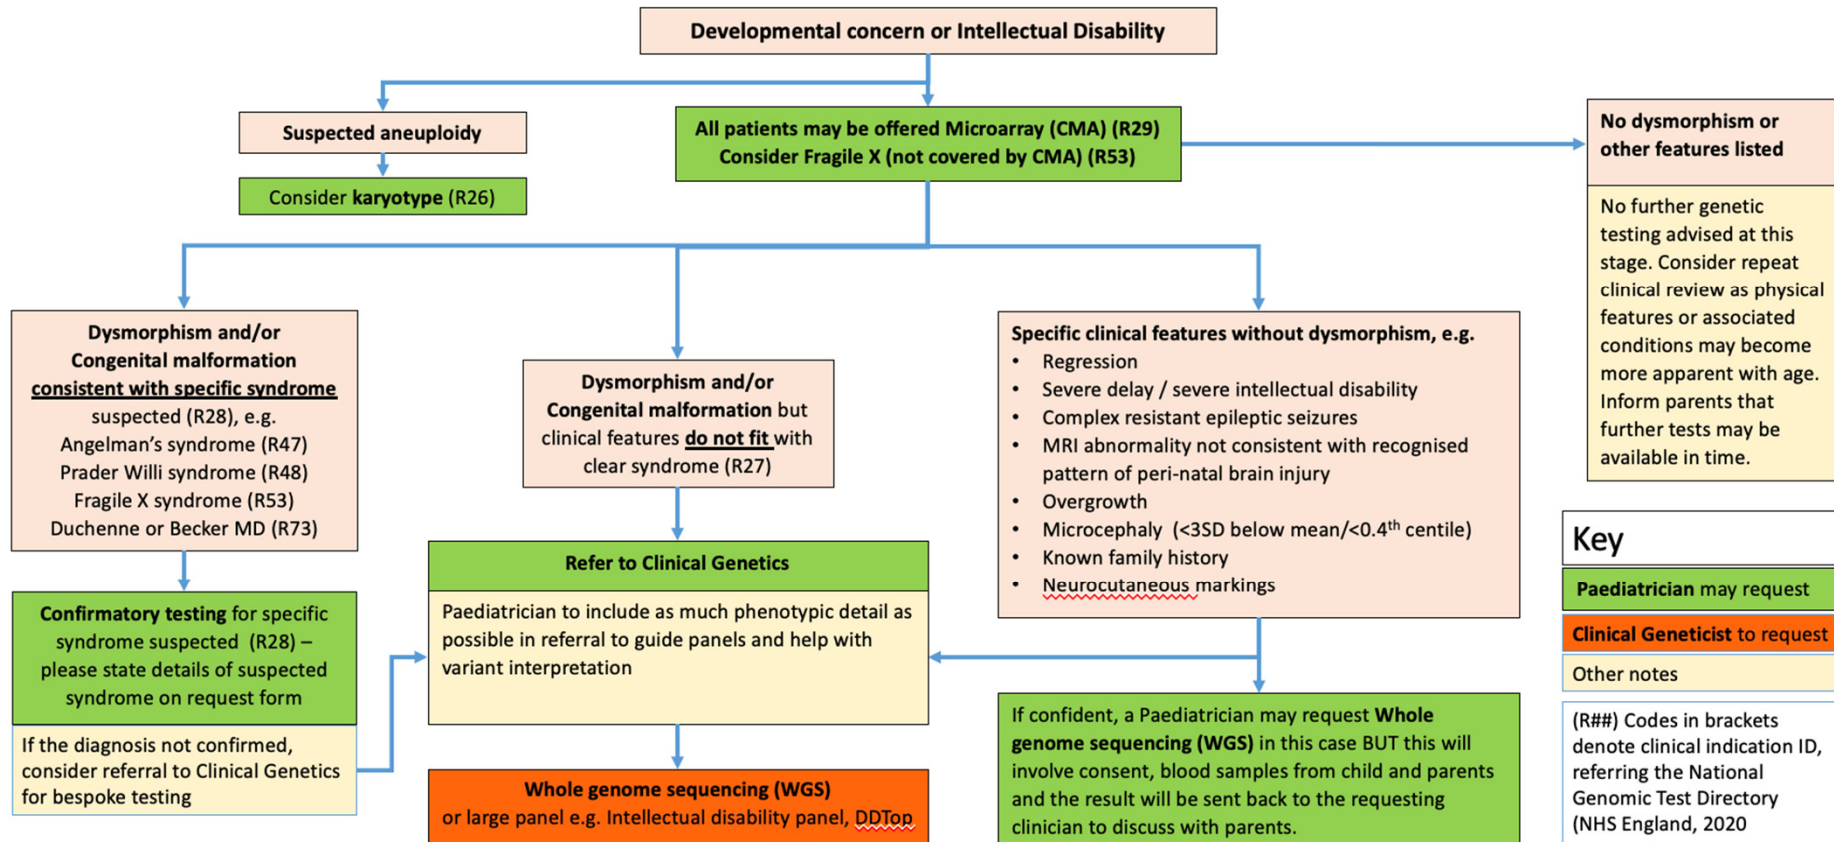 Developmental concern or Intellectual Disability
Suspected aneuploidy
Consider karyotype (R26)
All patients may be offered Microarray (CMA) (R29)
Consider Fragile X (not covered by CMA) (R53)
No dysmorphism or
other features listed
No further genetic
testing advised at this
stage. Consider repeat
clinical review as physical
features or associated
conditions may become
more apparent with age.
Inform parents that
further tests may be
available in time.
Dysmorphism and/or
Congenital malformation
consistent with specific syndrome
suspected (R28), e.g.
Angelman's syndrome (R47)
Prader Willi syndrome (R48)
Fragile X syndrome (R53)
Duchenne or Becker MD (R73)
Confirmatory testing for specific
syndrome suspected (R28) –
please state details of suspected
syndrome on request form
If the diagnosis not confirmed,
consider referral to Clinical Genetics
for bespoke testing
Dysmorphism and/or
Congenital malformation but
clinical features do not fit with
clear syndrome (R27)
Refer to Clinical Genetics
Paediatrician to include as much phenotypic detail as
possible in referral to guide panels and help with
variant interpretation
Whole genome sequencing (WGS)
or large panel e.g. Intellectual disability panel, DDTop
Specific clinical features without dysmorphism, e.g.
• Regression
• Severe delay / severe intellectual disability
• Complex resistant epileptic seizures
• MRI abnormality not consistent with recognised
pattern of peri-natal brain injury
• Overgrowth
• Microcephaly (<3SD below mean/<0.4th centile)
• Known family history
• Neurocutaneous markings
If confident, a Paediatrician may request Whole
genome sequencing (WGS) in this case BUT this will
involve consent, blood samples from child and parents
and the result will be sent back to the requesting
clinician to discuss with parents.
Key
Paediatrician may request
Clinical Geneticist to request
Other notes
(R##) Codes in brackets
denote clinical indication ID,
referring the National
Genomic Test Directory
(NHS England, 2020